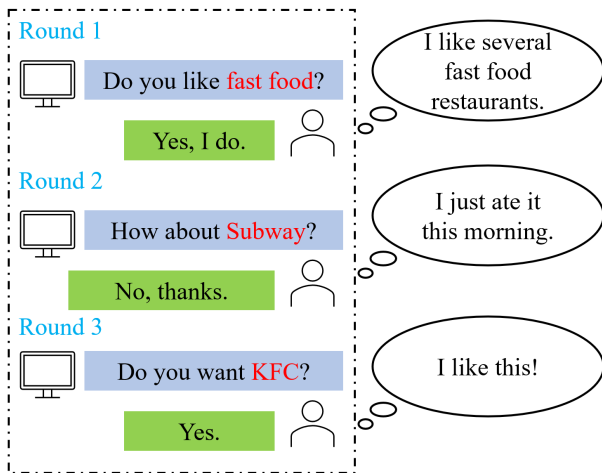 Round 1
Do you like fast food?
Yes, I do.
I like several
fast food
restaurants.
Round 2
How about Subway?
No, thanks.
I just ate it
this morning.
Round 3
Do you want KFC?
Yes.
I like this!